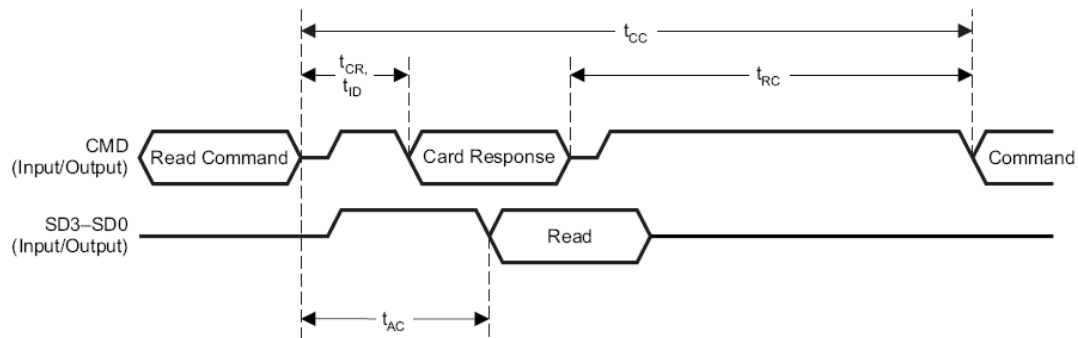 tCC
tCR,
tID
tRC
CMD
(Input/Output)
Read Command
Card Response
Command
SD3–SD0
(Input/Output)
Read
tAC